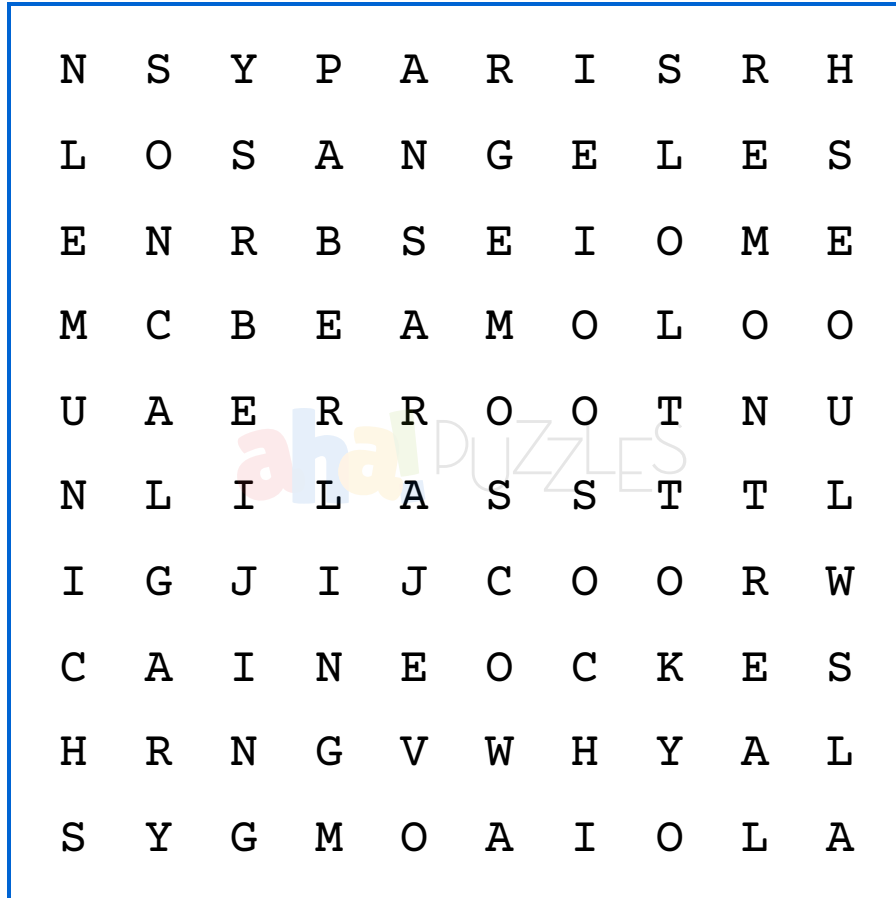 N S Y P A R I S R H
L O S A N G E L E S
E N R B S E I O M E
M C B E A M O L O O
U A E R R O O T N U
N L I L A S S T T L
I G J I J C O O R W
C A I N E O C K E S
H R N G V W H Y A L
S Y G M O A I O L A
aha! PUZZLES